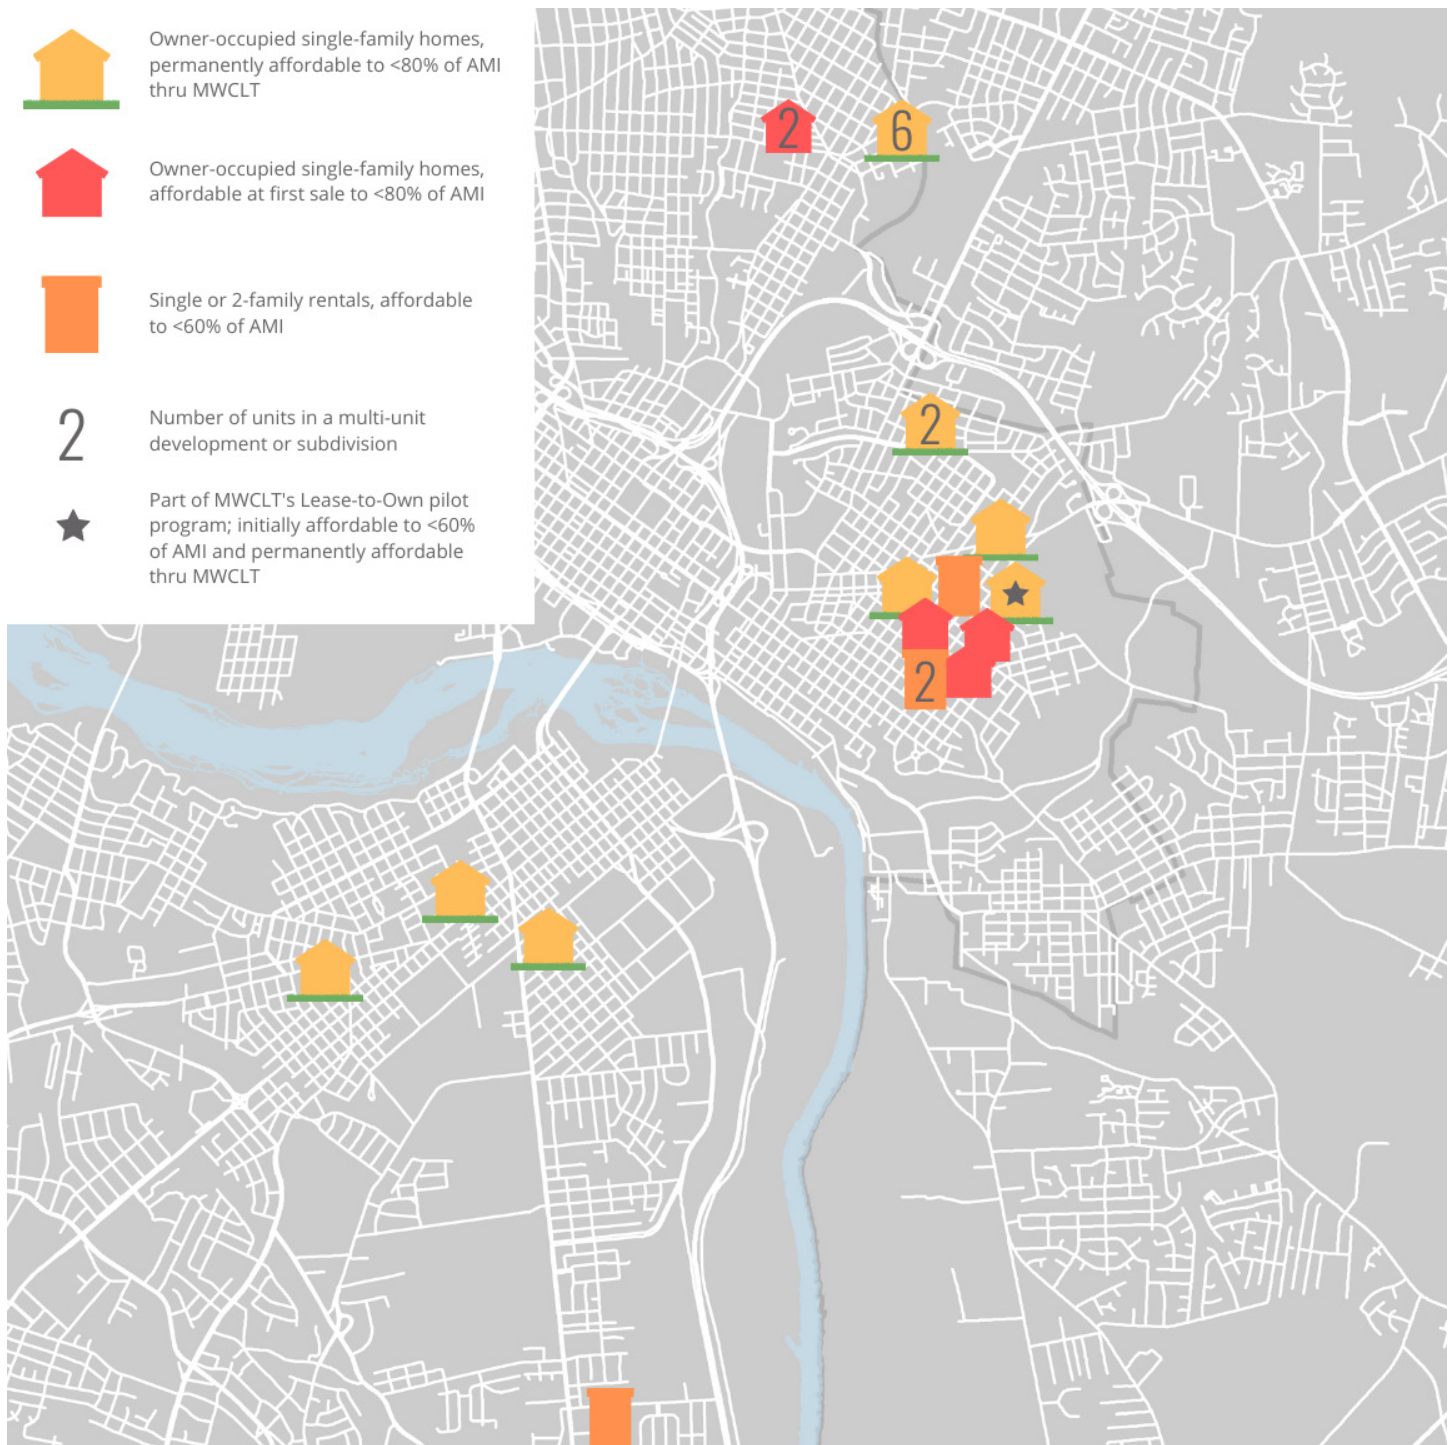 Owner-occupied single-family homes,
permanently affordable to <80% of AMI
thru MWCLT
Owner-occupied single-family homes,
affordable at first sale to <80% of AMI
Single or 2-family rentals, affordable
to <60% of AMI
2
Number of units in a multi-unit
development or subdivision
Part of MWCLT's Lease-to-Own pilot
program; initially affordable to <60%
of AMI and permanently affordable
thru MWCLT
2
6
2
2